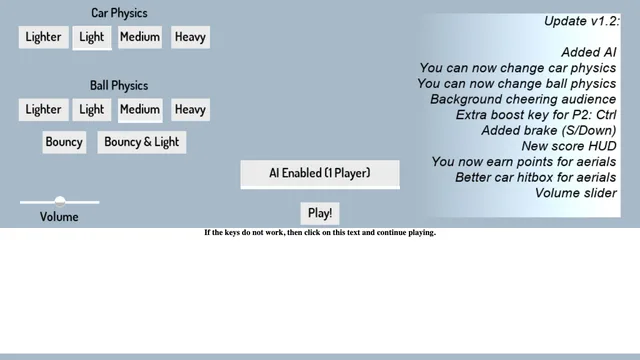 Car Physics
Lighter Light Medium Heavy
Ball Physics
Lighter Light Medium Heavy
Bouncy Bouncy & Light
Volume
AI Enabled (1 Player)
Play!
Update v1.2:
Added AI
You can now change car physics
You can now change ball physics
Background cheering audience
Extra boost key for P2: Ctrl
Added brake (S/Down)
New score HUD
You now earn points for aerials
Better car hitbox for aerials
Volume slider
If the keys do not work, then click on this text and continue playing.